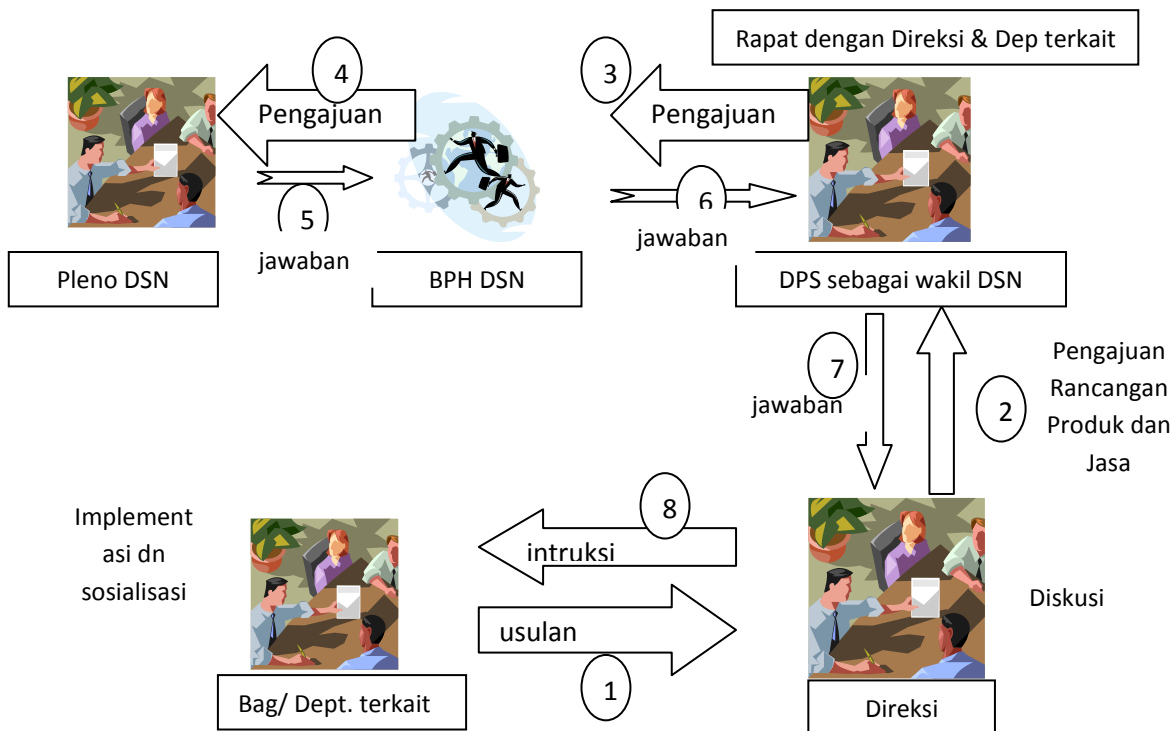 Rapat dengan Direksi & Dep terkait
4
3
Pengajuan
Pengajuan
5
6
jawaban
jawaban
Pleno DSN
BPH DSN
DPS sebagai wakil DSN
7
jawaban
2
Pengajuan
Rancangan
Produk dan
Jasa
8
intruksi
Implement
asi dn
sosialisasi
usulan
Diskusi
1
Bag/ Dept. terkait
Direksi